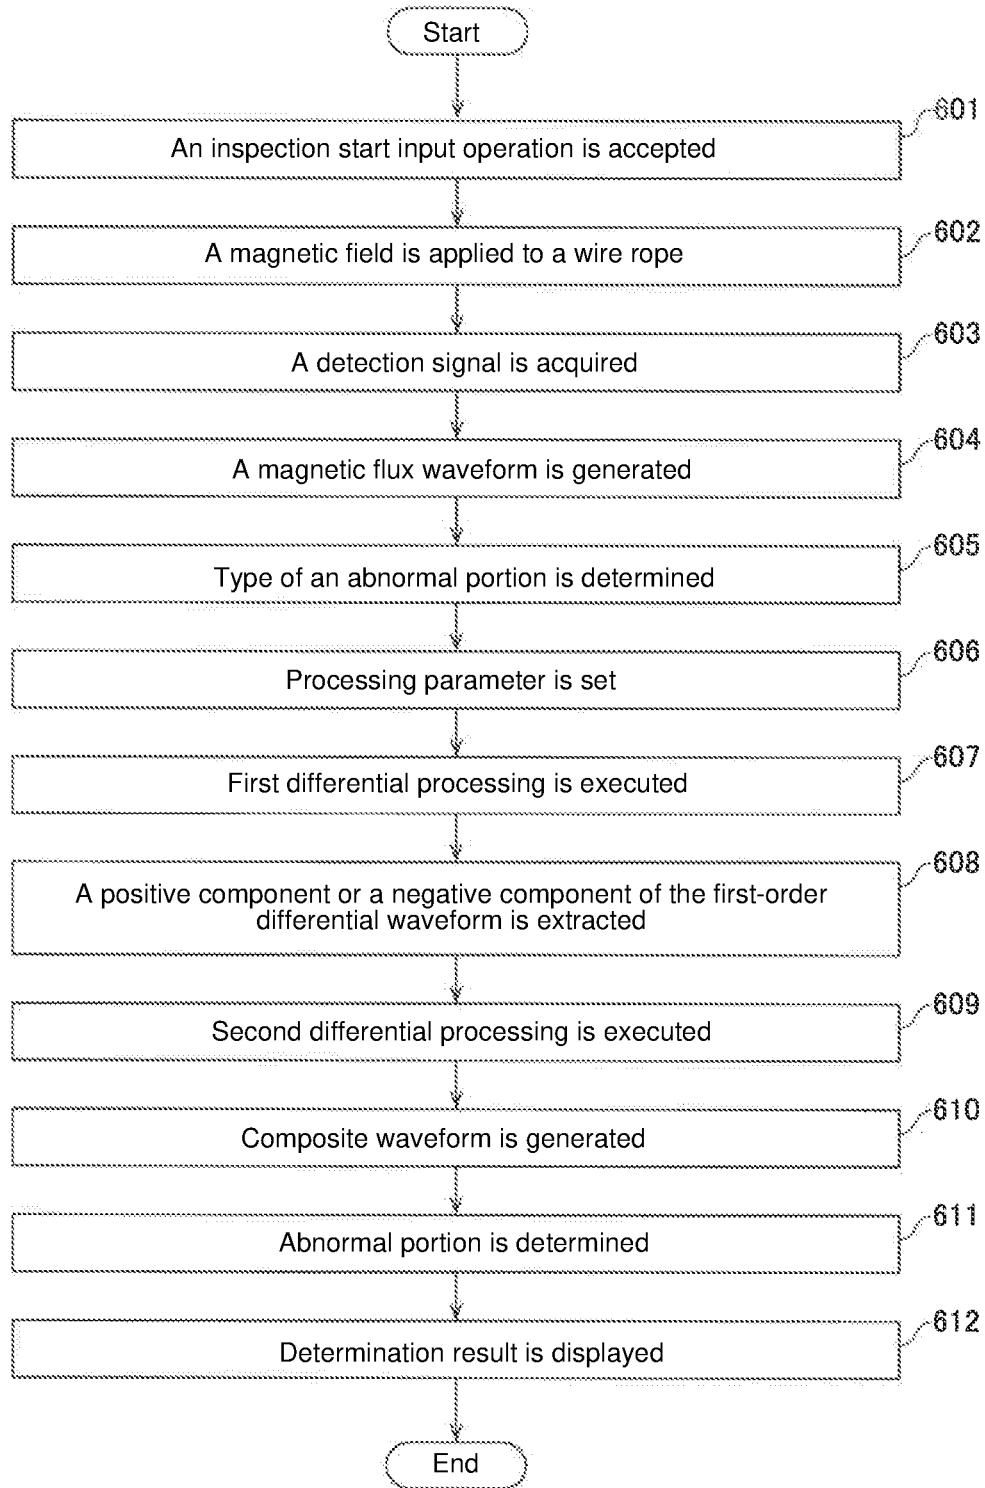 Start
601
An inspection start input operation is accepted
602
A magnetic field is applied to a wire rope
603
A detection signal is acquired
604
A magnetic flux waveform is generated
605
Type of an abnormal portion is determined
606
Processing parameter is set
607
First differential processing is executed
608
A positive component or a negative component of the first-order
differential waveform is extracted
609
Second differential processing is executed
610
Composite waveform is generated
611
Abnormal portion is determined
612
Determination result is displayed
End